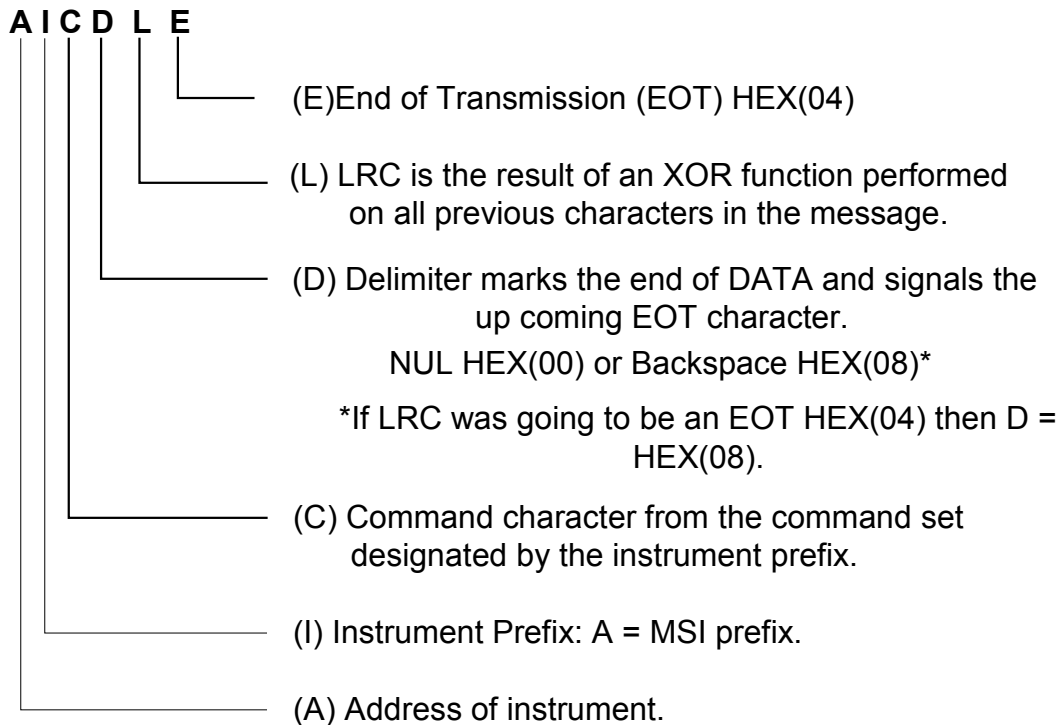 A I C D L E
(E)End of Transmission (EOT) HEX(04)
(L) LRC is the result of an XOR function performed
on all previous characters in the message.
(D) Delimiter marks the end of DATA and signals the
up coming EOT character.
NUL HEX(00) or Backspace HEX(08)*
*If LRC was going to be an EOT HEX(04) then D =
HEX(08).
(C) Command character from the command set
designated by the instrument prefix.
(I) Instrument Prefix: A = MSI prefix.
(A) Address of instrument.